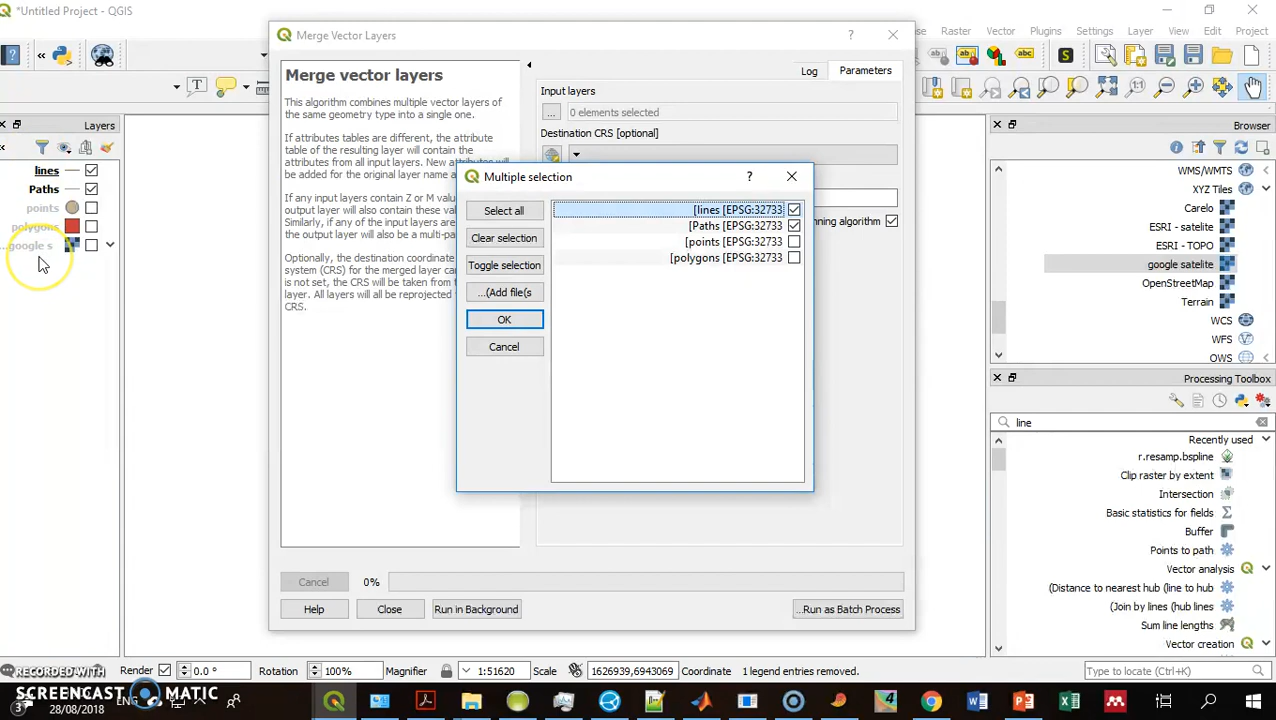 *Untitled Project - QGIS
Merge Vector Layers
Raster
Vector
Plugins
Settings
Layer
View
Edit
Project
Merge vector layers
This algorithm combines multiple vector layers of
the same geometry type into a single one.
If attributes tables are different, the attribute
table of the resulting layer will contain the
attributes from all input layers. New attributes will
be added for the original layer name a
If any input layers contain Z or M valu
output layer will also contain these val
Similarly, if any of the input layers are
the output layer will also be a multi-pa
Optionally, the destination coordinate
system (CRS) for the merged layer car
is not set, the CRS will be taken from
layer. All layers will all be reprojected
CRS.
Log
Parameters
Input layers
... 0 elements selected
Destination CRS [optional]
nning algorithm
Multiple selection
Select all
Clear selection
Toggle selection
...(Add file(s
OK
Cancel
[lines [EPSG:32733
[Paths [EPSG:32733
[points [EPSG:32733
[polygons [EPSG:32733
Cancel
0%
Help
Close
Run in Background
...Run as Batch Process
Layers
lines
Paths
points
polygons
...google s
Browser
WMS/WMTS
XYZ Tiles
Carelo
ESRI - satelite
ESRI - TOPO
google satelite
OpenStreetMap
Terrain
WCS
WFS
OWS
Processing Toolbox
line
Recently used
r.resamp.bspline
Clip raster by extent
Intersection
Basic statistics for fields
Buffer
Points to path
Vector analysis
(Distance to nearest hub (line to hub
(Join by lines (hub lines
Sum line lengths
Vector creation
Render
0.0 °
Rotation
100%
Magnifier
1:51620
Scale
1626939,6943069
Coordinate
1 legend entries removed.
Type to locate (Ctrl+K)
RECORDED WITH
SCREENCAST MATIC
ENG
28/08/2018